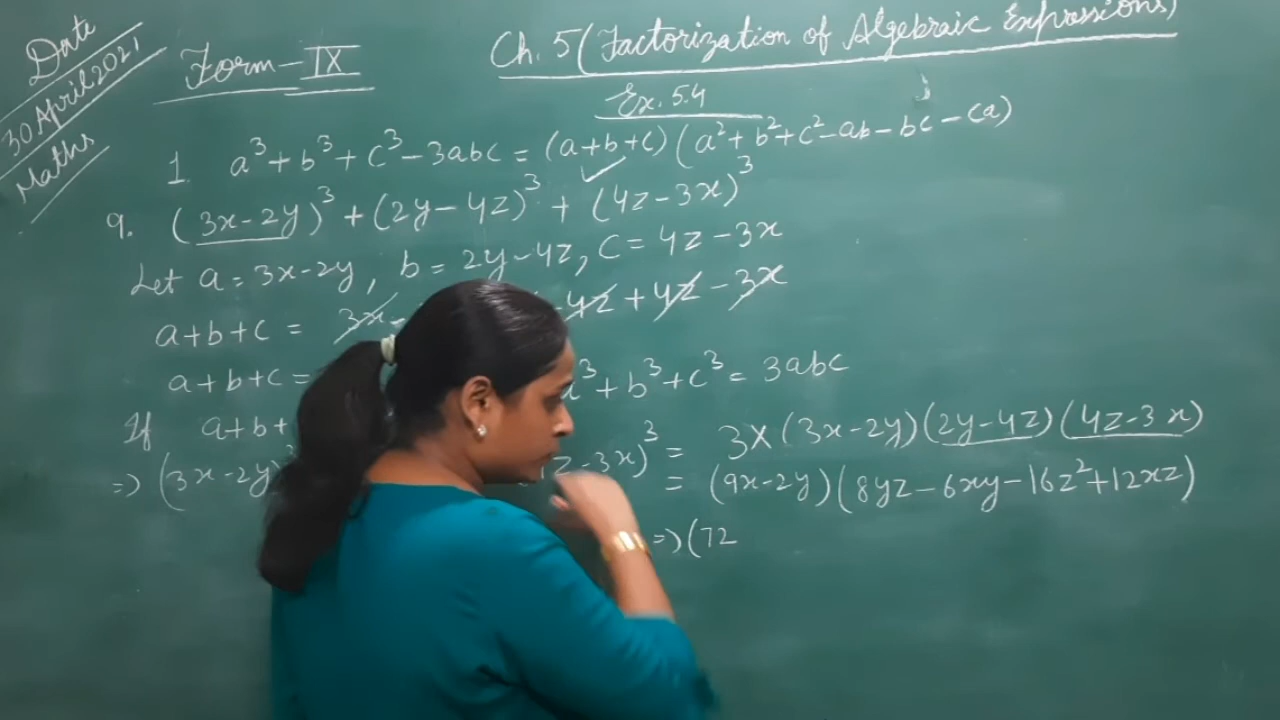 Date
30 April 2021
Maths
Form - IX
Ch. 5 (Factorization of Algebraic Expressions)
Ex. 5.4
1. a³ + b³ + c³ - 3abc = (a+b+c) (a² + b² + c² - ab - bc - ca)
9. (3x-2y)³ + (2y-4z)³ + (4z-3x)³
Let a = 3x-2y, b = 2y-4z, c = 4z-3x
a+b+c = 3x - 4z + 4z - 3x
a+b+c = a³ + b³ + c³ = 3abc
If a+b+
=> (3x-2y) z-3x)³ = 3x(3x-2y)(2y-4z)(4z-3x)
= (9x-2y)(8yz-6xy-16z²+12xz)
=> (72